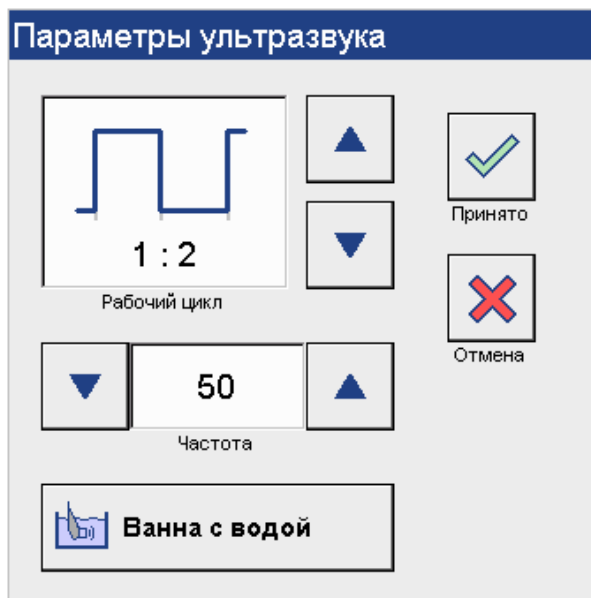 Параметры ультразвука
1 : 2
Рабочий цикл
Принято
Отмена
50
Частота
Ванна с водой